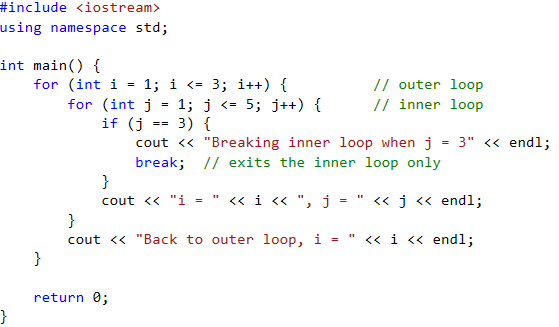 #include <iostream>
using namespace std;

int main() {
    for (int i = 1; i <= 3; i++) {          // outer loop
        for (int j = 1; j <= 5; j++) {      // inner loop
            if (j == 3) {
                cout << "Breaking inner loop when j = 3" << endl;
                break;  // exits the inner loop only
            }
            cout << "i = " << i << ", j = " << j << endl;
        }
        cout << "Back to outer loop, i = " << i << endl;
    }

    return 0;
}